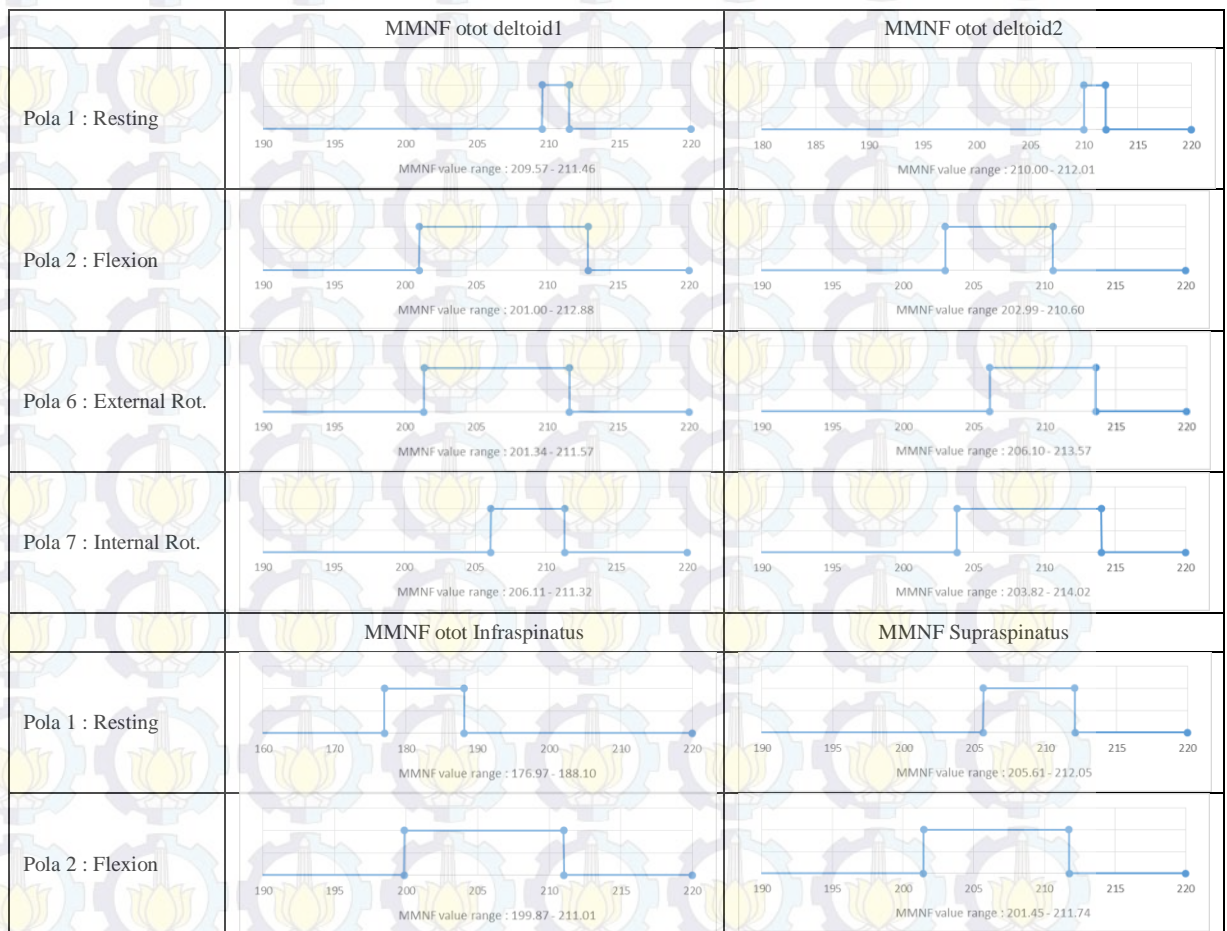 MMNF otot deltoid1 MMNF otot deltoid2
Pola 1 : Resting
190 195 200 205 210 215 220
MMNF value range : 209.57 - 211.46
180 185 190 195 200 205 210 215 220
MMNF value range : 210.00 - 212.01
Pola 2 : Flexion
190 195 200 205 210 215 220
MMNF value range : 201.00 - 212.88
190 195 200 205 210 215 220
MMNF value range 202.99 - 210.60
Pola 6 : External Rot.
190 195 200 205 210 215 220
MMNF value range : 201.34 - 211.57
190 195 200 205 210 215 220
MMNF value range : 206.10 - 213.57
Pola 7 : Internal Rot.
190 195 200 205 210 215 220
MMNF value range : 206.11 - 211.32
190 195 200 205 210 215 220
MMNF value range : 203.82 - 214.02
MMNF otot Infraspinatus MMNF Supraspinatus
Pola 1 : Resting
160 170 180 190 200 210 220
MMNF value range : 176.97 - 188.10
190 195 200 205 210 215 220
MMNF value range : 205.61 - 212.05
Pola 2 : Flexion
190 195 200 205 210 215 220
MMNF value range : 199.87 - 211.01
190 195 200 205 210 215 220
MMNF value range : 201.45 - 211.74